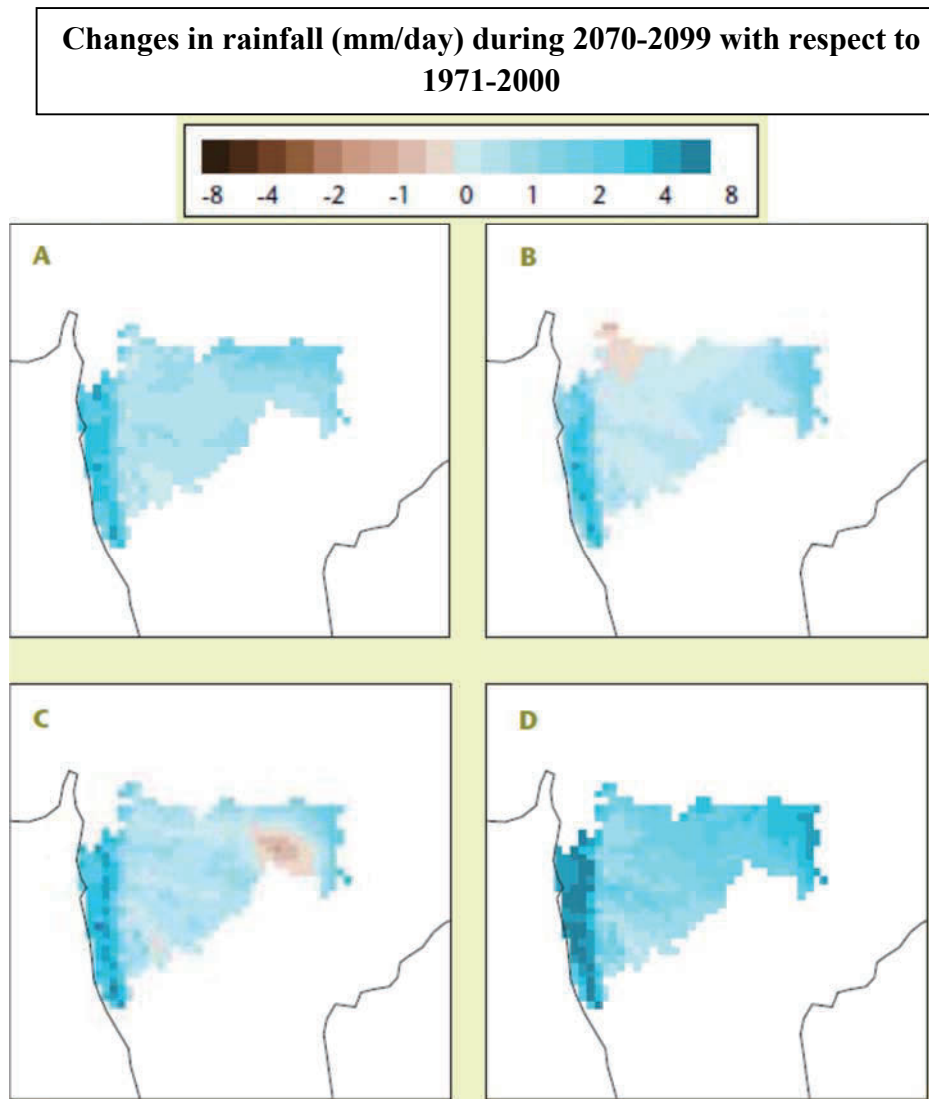 Changes in rainfall (mm/day) during 2070-2099 with respect to
1971-2000
-8 -4 -2 -1 0 1 2 4 8
A
B
C
D